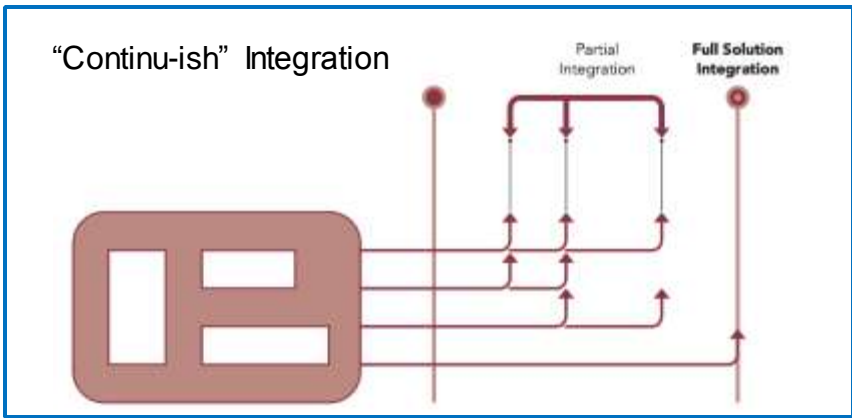 “Continu-ish” Integration
Partial
Integration
Full Solution
Integration